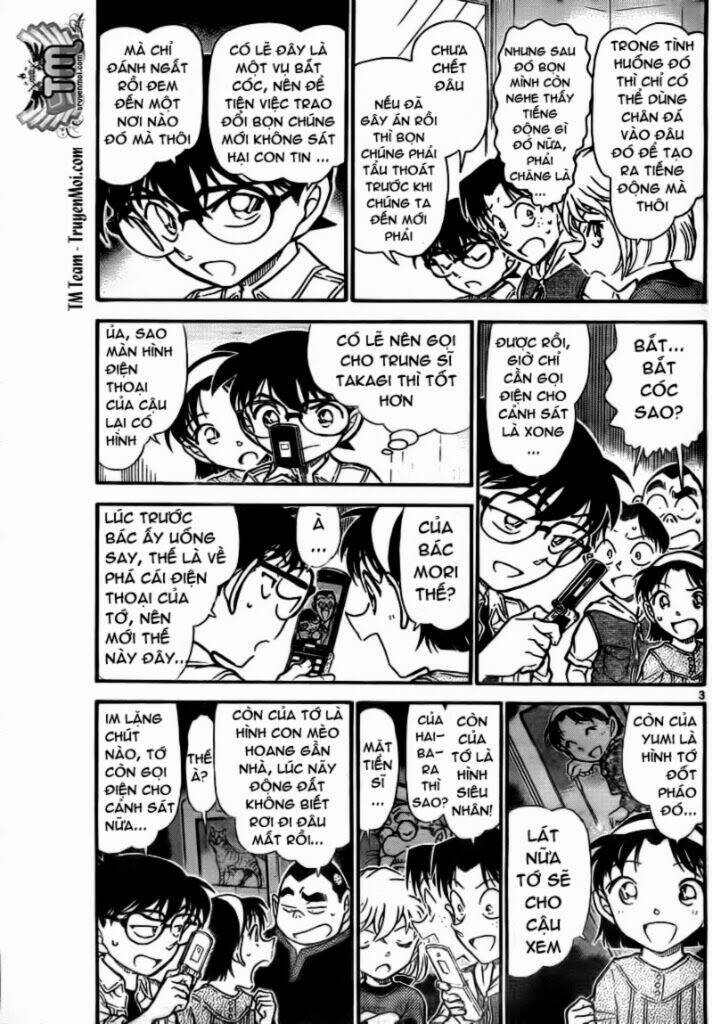 TRONG TÌNH
HUỐNG ĐÓ
THÌ CHỈ CÓ
THỂ DÙNG
CHÂN ĐÁ
VÀO ĐÂU
ĐÓ ĐỂ TẠO
RA TIẾNG
ĐỘNG MÀ
THÔI
NHƯNG SAU
ĐÓ BỌN
MÌNH CÒN
NGHE THẤY
TIẾNG
ĐỘNG GÌ
ĐÓ NỮA,
PHẢI
CHĂNG LÀ
...
CHƯA
CHẾT
ĐÂU
NẾU ĐÃ
GÂY ÁN RỒI
THÌ BỌN
CHÚNG PHẢI
TẨU THOÁT
TRƯỚC KHI
CHÚNG TA
ĐẾN MỚI
PHẢI
CÓ LẼ ĐÂY LÀ
MỘT VỤ BẮT
CÓC, NÊN ĐỂ
TIỆN VIỆC TRAO
ĐỔI BỌN CHÚNG
MỚI KHÔNG SÁT
HẠI CON TIN ...
MÀ CHỈ
ĐÁNH NGẤT
RỒI ĐEM
ĐẾN MỘT
NƠI NÀO
ĐÓ MÀ THÔI
TM
truyenmoi.com
TM Team - TruyenMoi.com
BẮT...
BẮT
CÓC
SAO?
ĐƯỢC RỒI,
GIỜ CHỈ
CẦN GỌI
ĐIỆN CHO
CẢNH SÁT
LÀ XONG
...
CÓ LẼ NÊN GỌI
CHO TRUNG SĨ
TAKAGI THÌ TỐT
HƠN
ỦA, SAO
MÀN HÌNH
ĐIỆN
THOẠI
CỦA CẬU
LẠI CÓ
HÌNH
CỦA
BÁC
MORI
THẾ?
À
...
LÚC TRƯỚC
BÁC ẤY UỐNG
SAY, THẾ LÀ VỀ
PHÁ CÁI ĐIỆN
THOẠI CỦA
TỚ, NÊN
MỚI THẾ
NÀY ĐÂY...
3
CÒN CỦA
YUMI LÀ
HÌNH TỚ
ĐỐT
PHÁO
ĐÓ...
LÁT
NỮA
TỚ SẼ
CHO
CẬU
XEM
CÒN CỦA
TỚ LÀ
HÌNH
SIÊU
NHÂN!
CỦA
HAI-
BA-
RA THÌ
SAO?
MẶT
TIẾN
SĨ
...
CÒN CỦA TỚ LÀ
HÌNH CON MÈO
HOANG GẦN
NHÀ, LÚC NÀY
ĐỘNG ĐẤT
KHÔNG BIẾT
RƠI ĐI ĐÂU
MẤT RỒI...
THẾ
À?
IM LẶNG
CHÚT
NÀO, TỚ
CÒN GỌI
ĐIỆN CHO
CẢNH SÁT
NỮA...